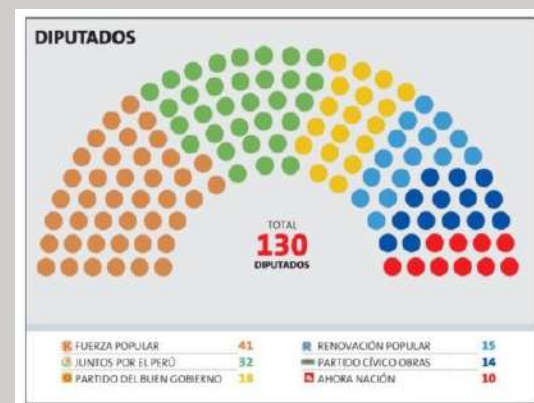 DIPUTADOS
TOTAL
130
DIPUTADOS
K FUERZA POPULAR 41
JUNTOS POR EL PERÚ 32
PARTIDO DEL BUEN GOBIERNO 18
R RENOVACIÓN POPULAR 15
PARTIDO CÍVICO OBRAS 14
AHORA NACIÓN 10